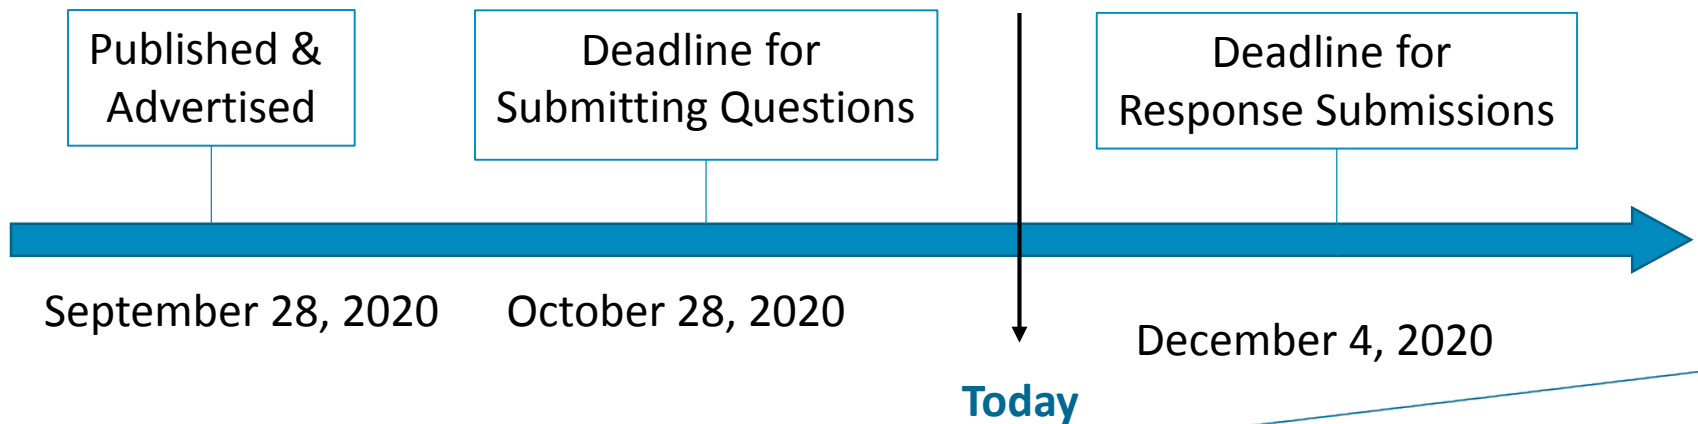 Published &
Advertised
Deadline for
Submitting Questions
Deadline for
Response Submissions
September 28, 2020
October 28, 2020
December 4, 2020
Today